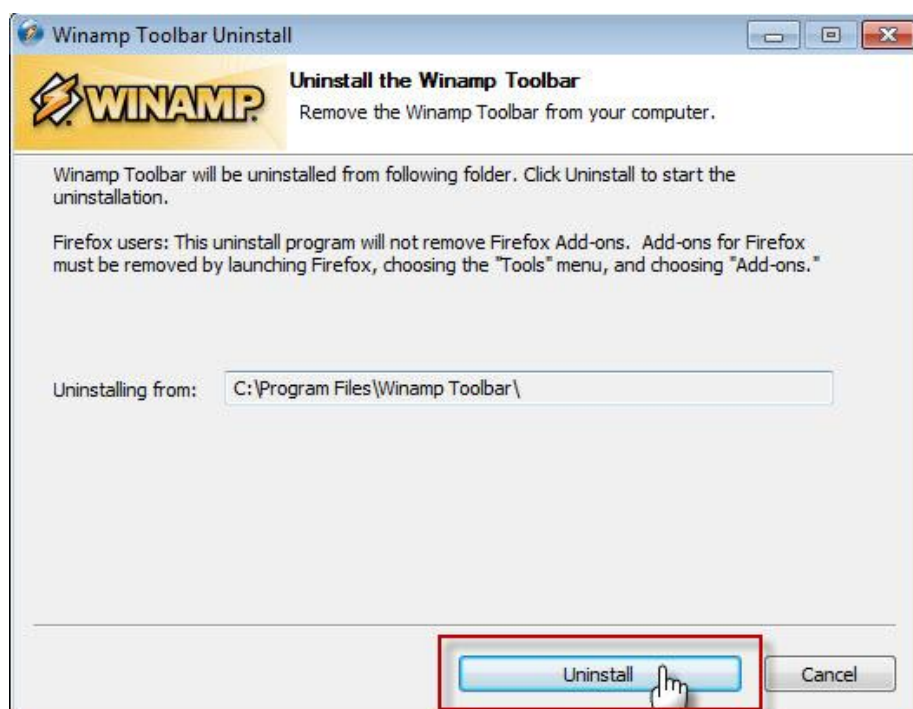 Winamp Toolbar Uninstall
WINAMP.
Uninstall the Winamp Toolbar
Remove the Winamp Toolbar from your computer.
Winamp Toolbar will be uninstalled from following folder. Click Uninstall to start the
uninstallation.
Firefox users: This uninstall program will not remove Firefox Add-ons.  Add-ons for Firefox
must be removed by launching Firefox, choosing the "Tools" menu, and choosing "Add-ons."
Uninstalling from:
C:\Program Files\Winamp Toolbar\
Uninstall
Cancel